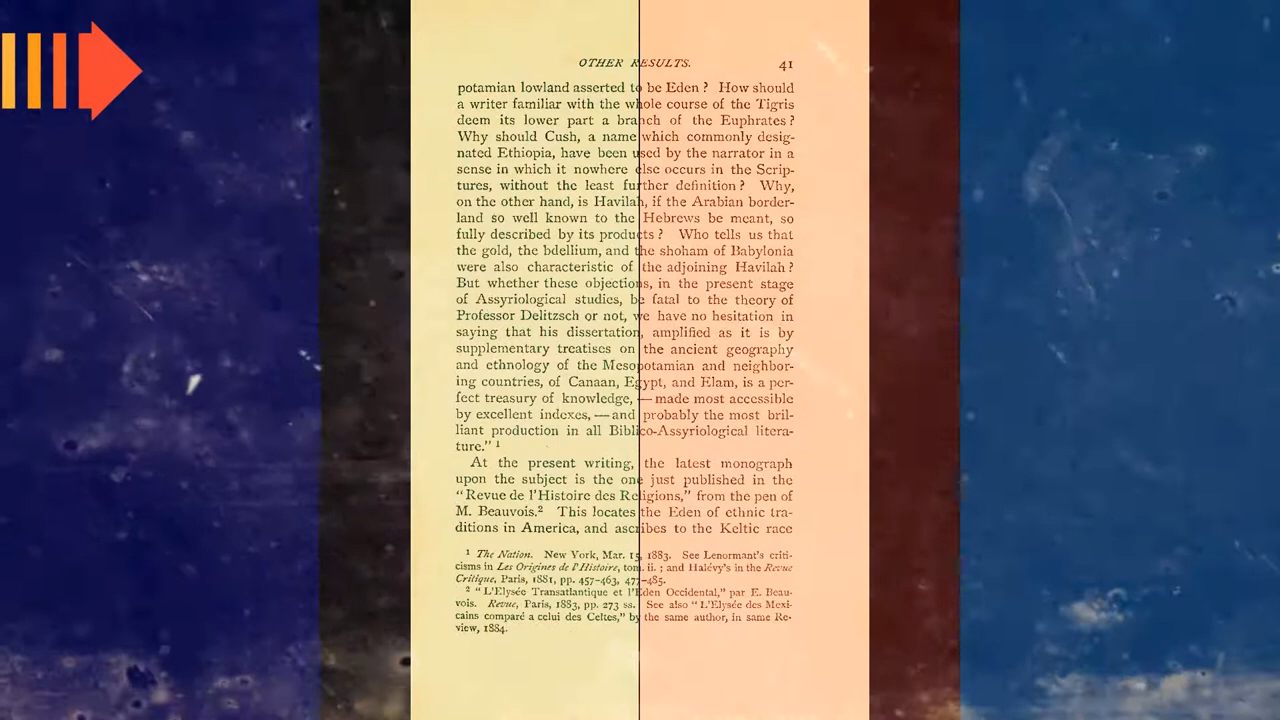 OTHER RESULTS. 41
potamian lowland asserted to be Eden? How should
a writer familiar with the whole course of the Tigris
deem its lower part a branch of the Euphrates?
Why should Cush, a name which commonly desig-
nated Ethiopia, have been used by the narrator in a
sense in which it nowhere else occurs in the Scrip-
tures, without the least further definition? Why,
on the other hand, is Havilah, if the Arabian border-
land so well known to the Hebrews be meant, so
fully described by its products? Who tells us that
the gold, the bdellium, and the shoham of Babylonia
were also characteristic of the adjoining Havilah?
But whether these objections, in the present stage
of Assyriological studies, be fatal to the theory of
Professor Delitzsch or not, we have no hesitation in
saying that his dissertation, amplified as it is by
supplementary treatises on the ancient geography
and ethnology of the Mesopotamian and neighbor-
ing countries, of Canaan, Egypt, and Elam, is a per-
fect treasury of knowledge, — made most accessible
by excellent indexes, — and probably the most bril-
liant production in all Biblico-Assyriological litera-
ture." 1
At the present writing, the latest monograph
upon the subject is the one just published in the
"Revue de l'Histoire des Religions," from the pen of
M. Beauvois.2 This locates the Eden of ethnic tra-
ditions in America, and ascribes to the Keltic race
1 The Nation. New York, Mar. 15, 1883. See Lenormant's criti-
cisms in Les Origines de l'Histoire, tom. ii.; and Halévy's in the Revue
Critique, Paris, 1881, pp. 457-463, 477-485.
2 "L'Elysée Transatlantique et l'Eden Occidental," par E. Beau-
vois. Revue, Paris, 1883, pp. 273 ss. See also "L'Elysée des Mexi-
cains comparé a celui des Celtes," by the same author, in same Re-
view, 1884.